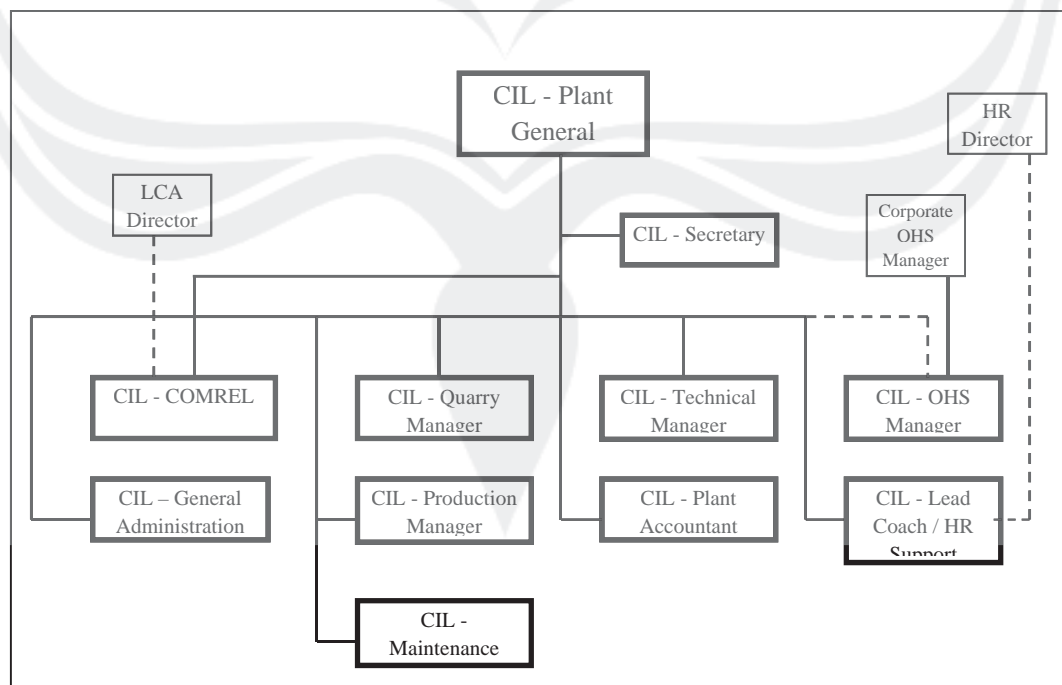 CIL - Plant
General
HR
Director
LCA
Director
CIL - Secretary
Corporate
OHS
Manager
CIL - COMREL
CIL - Quarry
Manager
CIL - Technical
Manager
CIL - OHS
Manager
CIL – General
Administration
CIL - Production
Manager
CIL - Plant
Accountant
CIL - Lead
Coach / HR
Support
CIL -
Maintenance